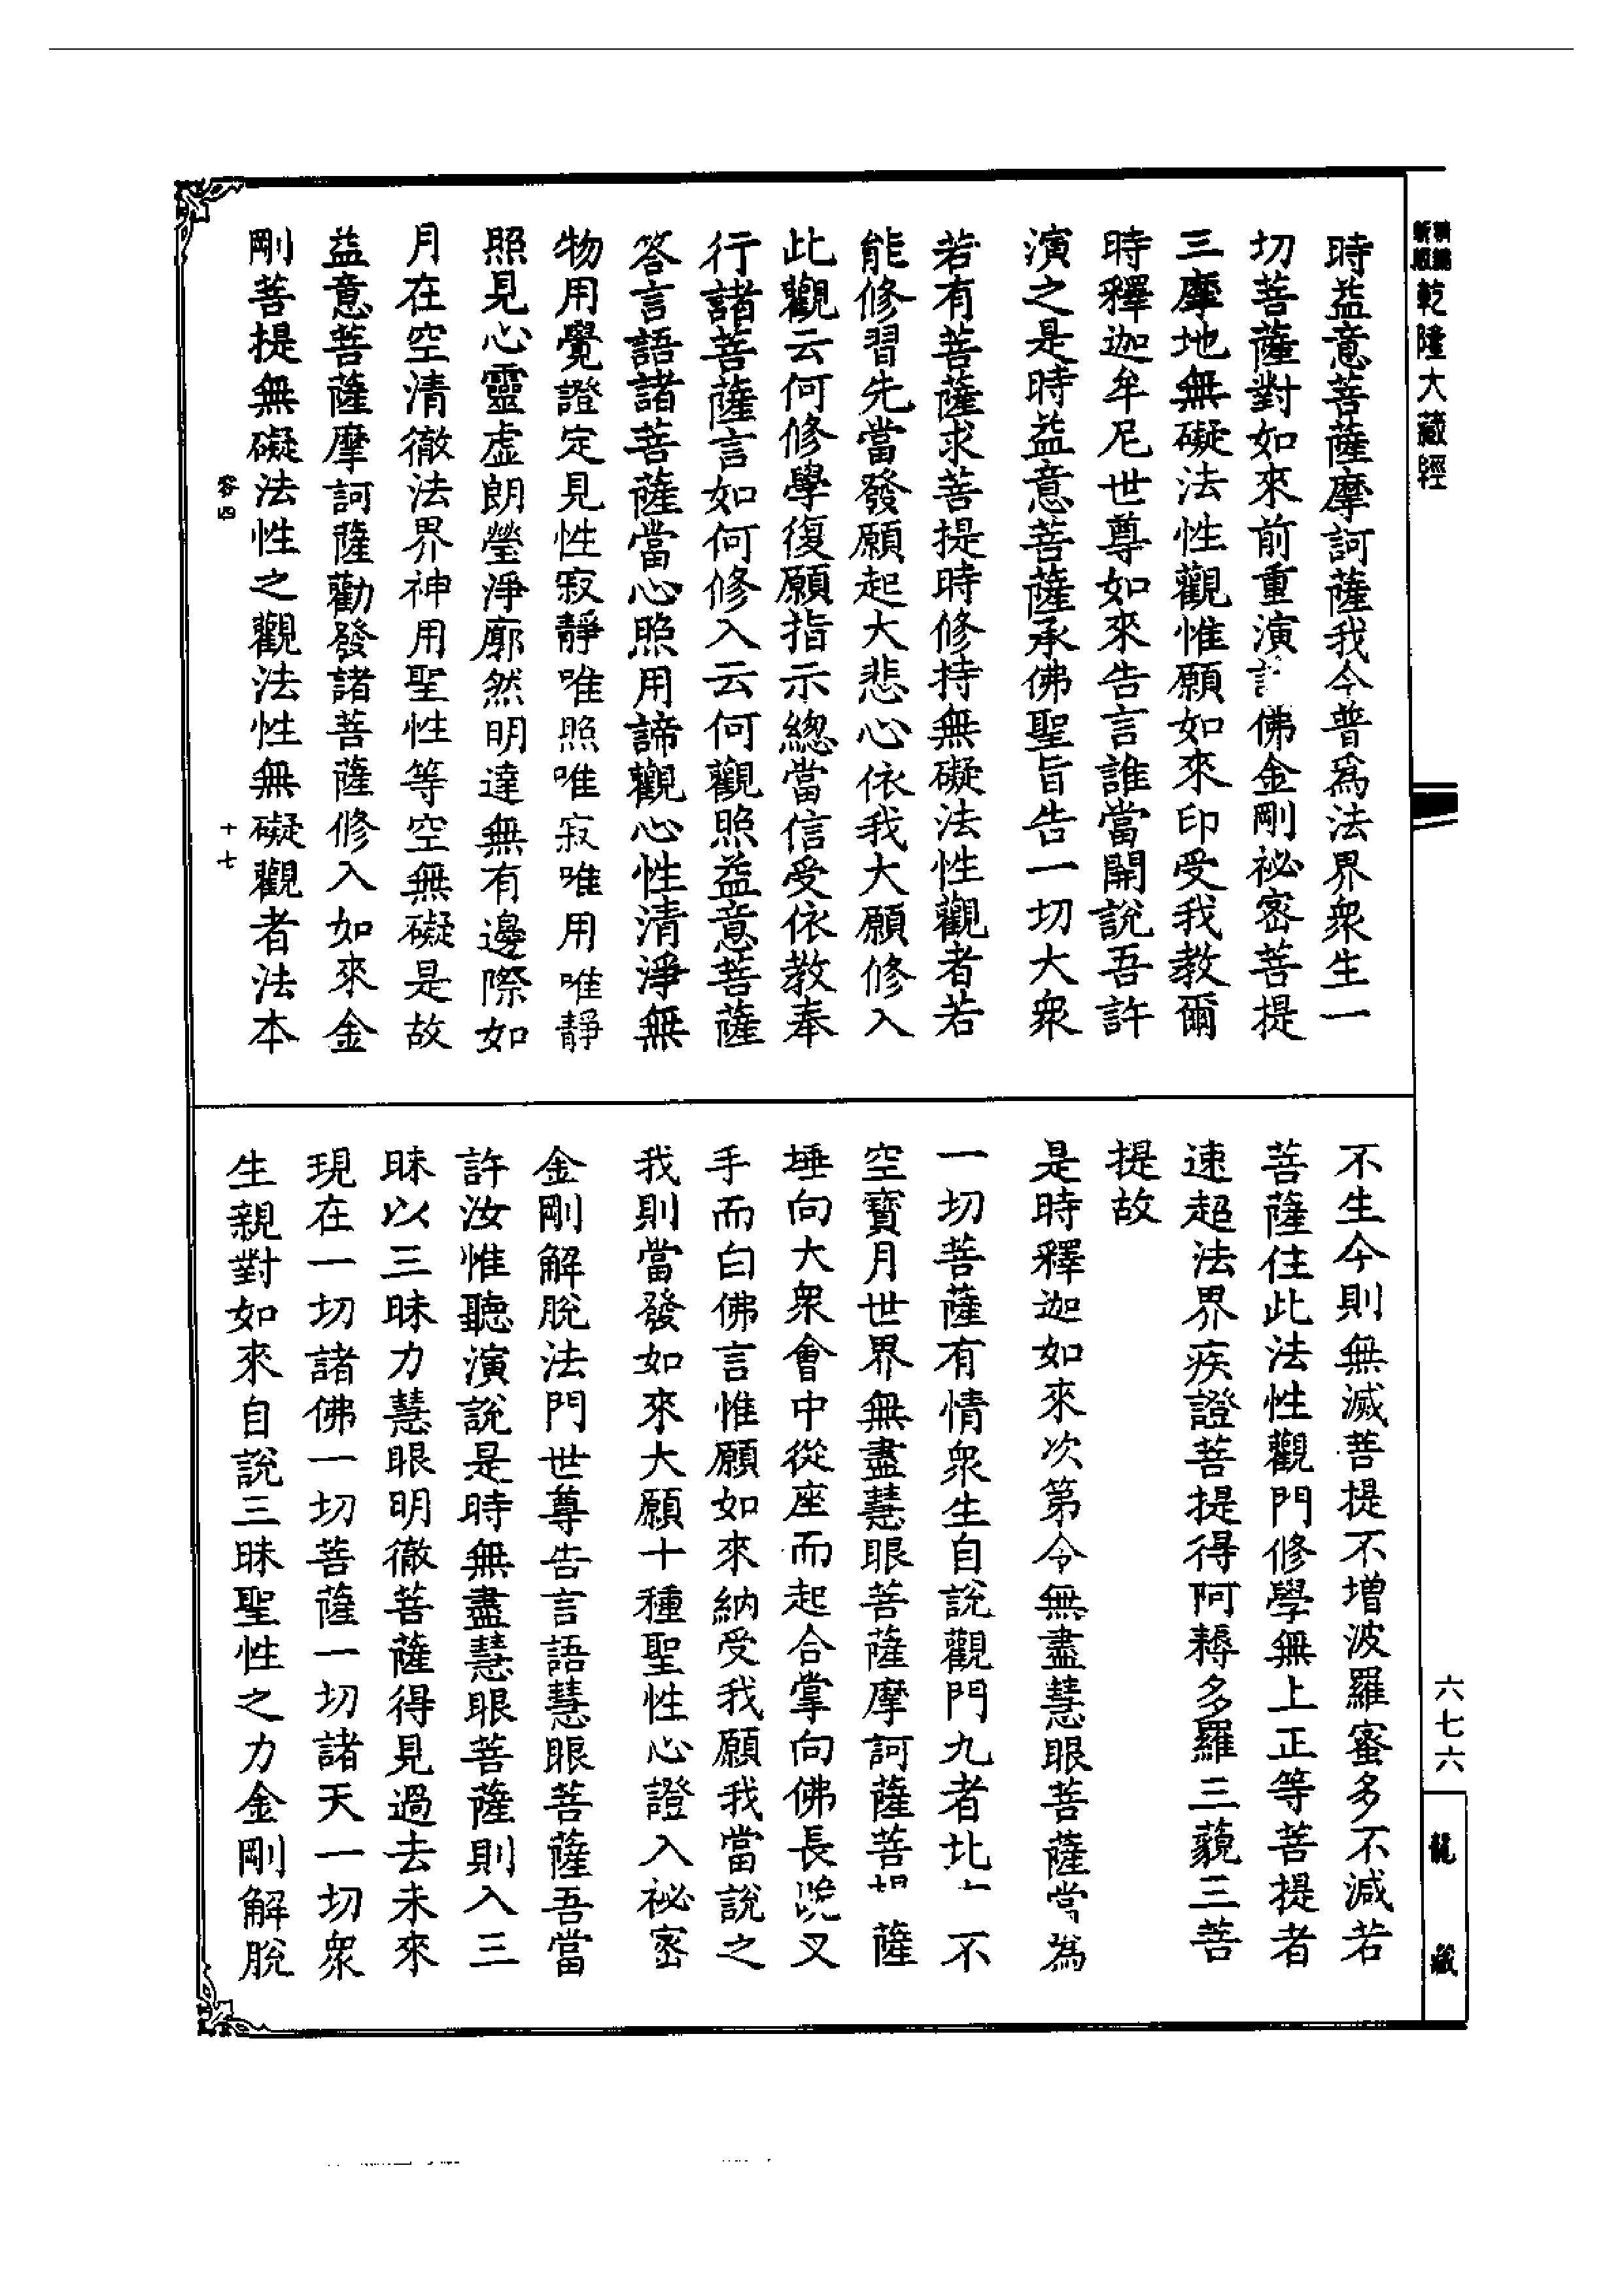 乾隆大藏經
時益意菩薩摩訶薩我今普爲法界衆生一
切菩薩對如來前重演佛金剛祕密菩提
三摩地無礙法性觀惟願如來印受我教爾
時釋迦牟尼世尊如來告言誰當開說吾許
演之是時益意菩薩承佛聖旨告一切大衆
若有菩薩求菩提時修持無礙法性觀者若
能修習先當發願起大悲心依我大願修入
此觀云何修學復願指示總當信受依教奉
行諸菩薩言如何修入云何觀照益意菩薩
答言語諸菩薩當心照用諦觀心性清淨無
物用覺證定見性寂靜唯照唯寂唯用唯靜
照見心靈虛朗瑩淨廓然明達無有邊際如
月在空清徹法界神用聖性等空無礙是故
益意菩薩摩訶薩勸發諸菩薩修入如來金
剛菩提無礙法性之觀法性無礙觀者法本
十七
不生今則無滅菩提不增波羅蜜多不減若
菩薩住此法性觀門修學無上正等菩提者
速超法界疾證菩提得阿耨多羅三藐三菩
提故
是時釋迦如來次第令無盡慧眼菩薩當為
一切菩薩有情衆生自說觀門九者不
空寶月世界無盡慧眼菩薩摩訶薩菩薩
埵向大衆會中從座而起合掌向佛長跪叉
手而白佛言惟願如來納受我願我當說之
我則當發如來大願十種聖性心證入祕密
金剛解脫法門世尊告言語慧眼菩薩吾當
許汝惟聽演說是時無盡慧眼菩薩則入三
昧以三昧力慧眼明徹菩薩得見過去未來
現在一切諸佛一切菩薩一切諸天一切衆
生親對如來自說三昧聖性之力金剛解脫
六七六
龍藏